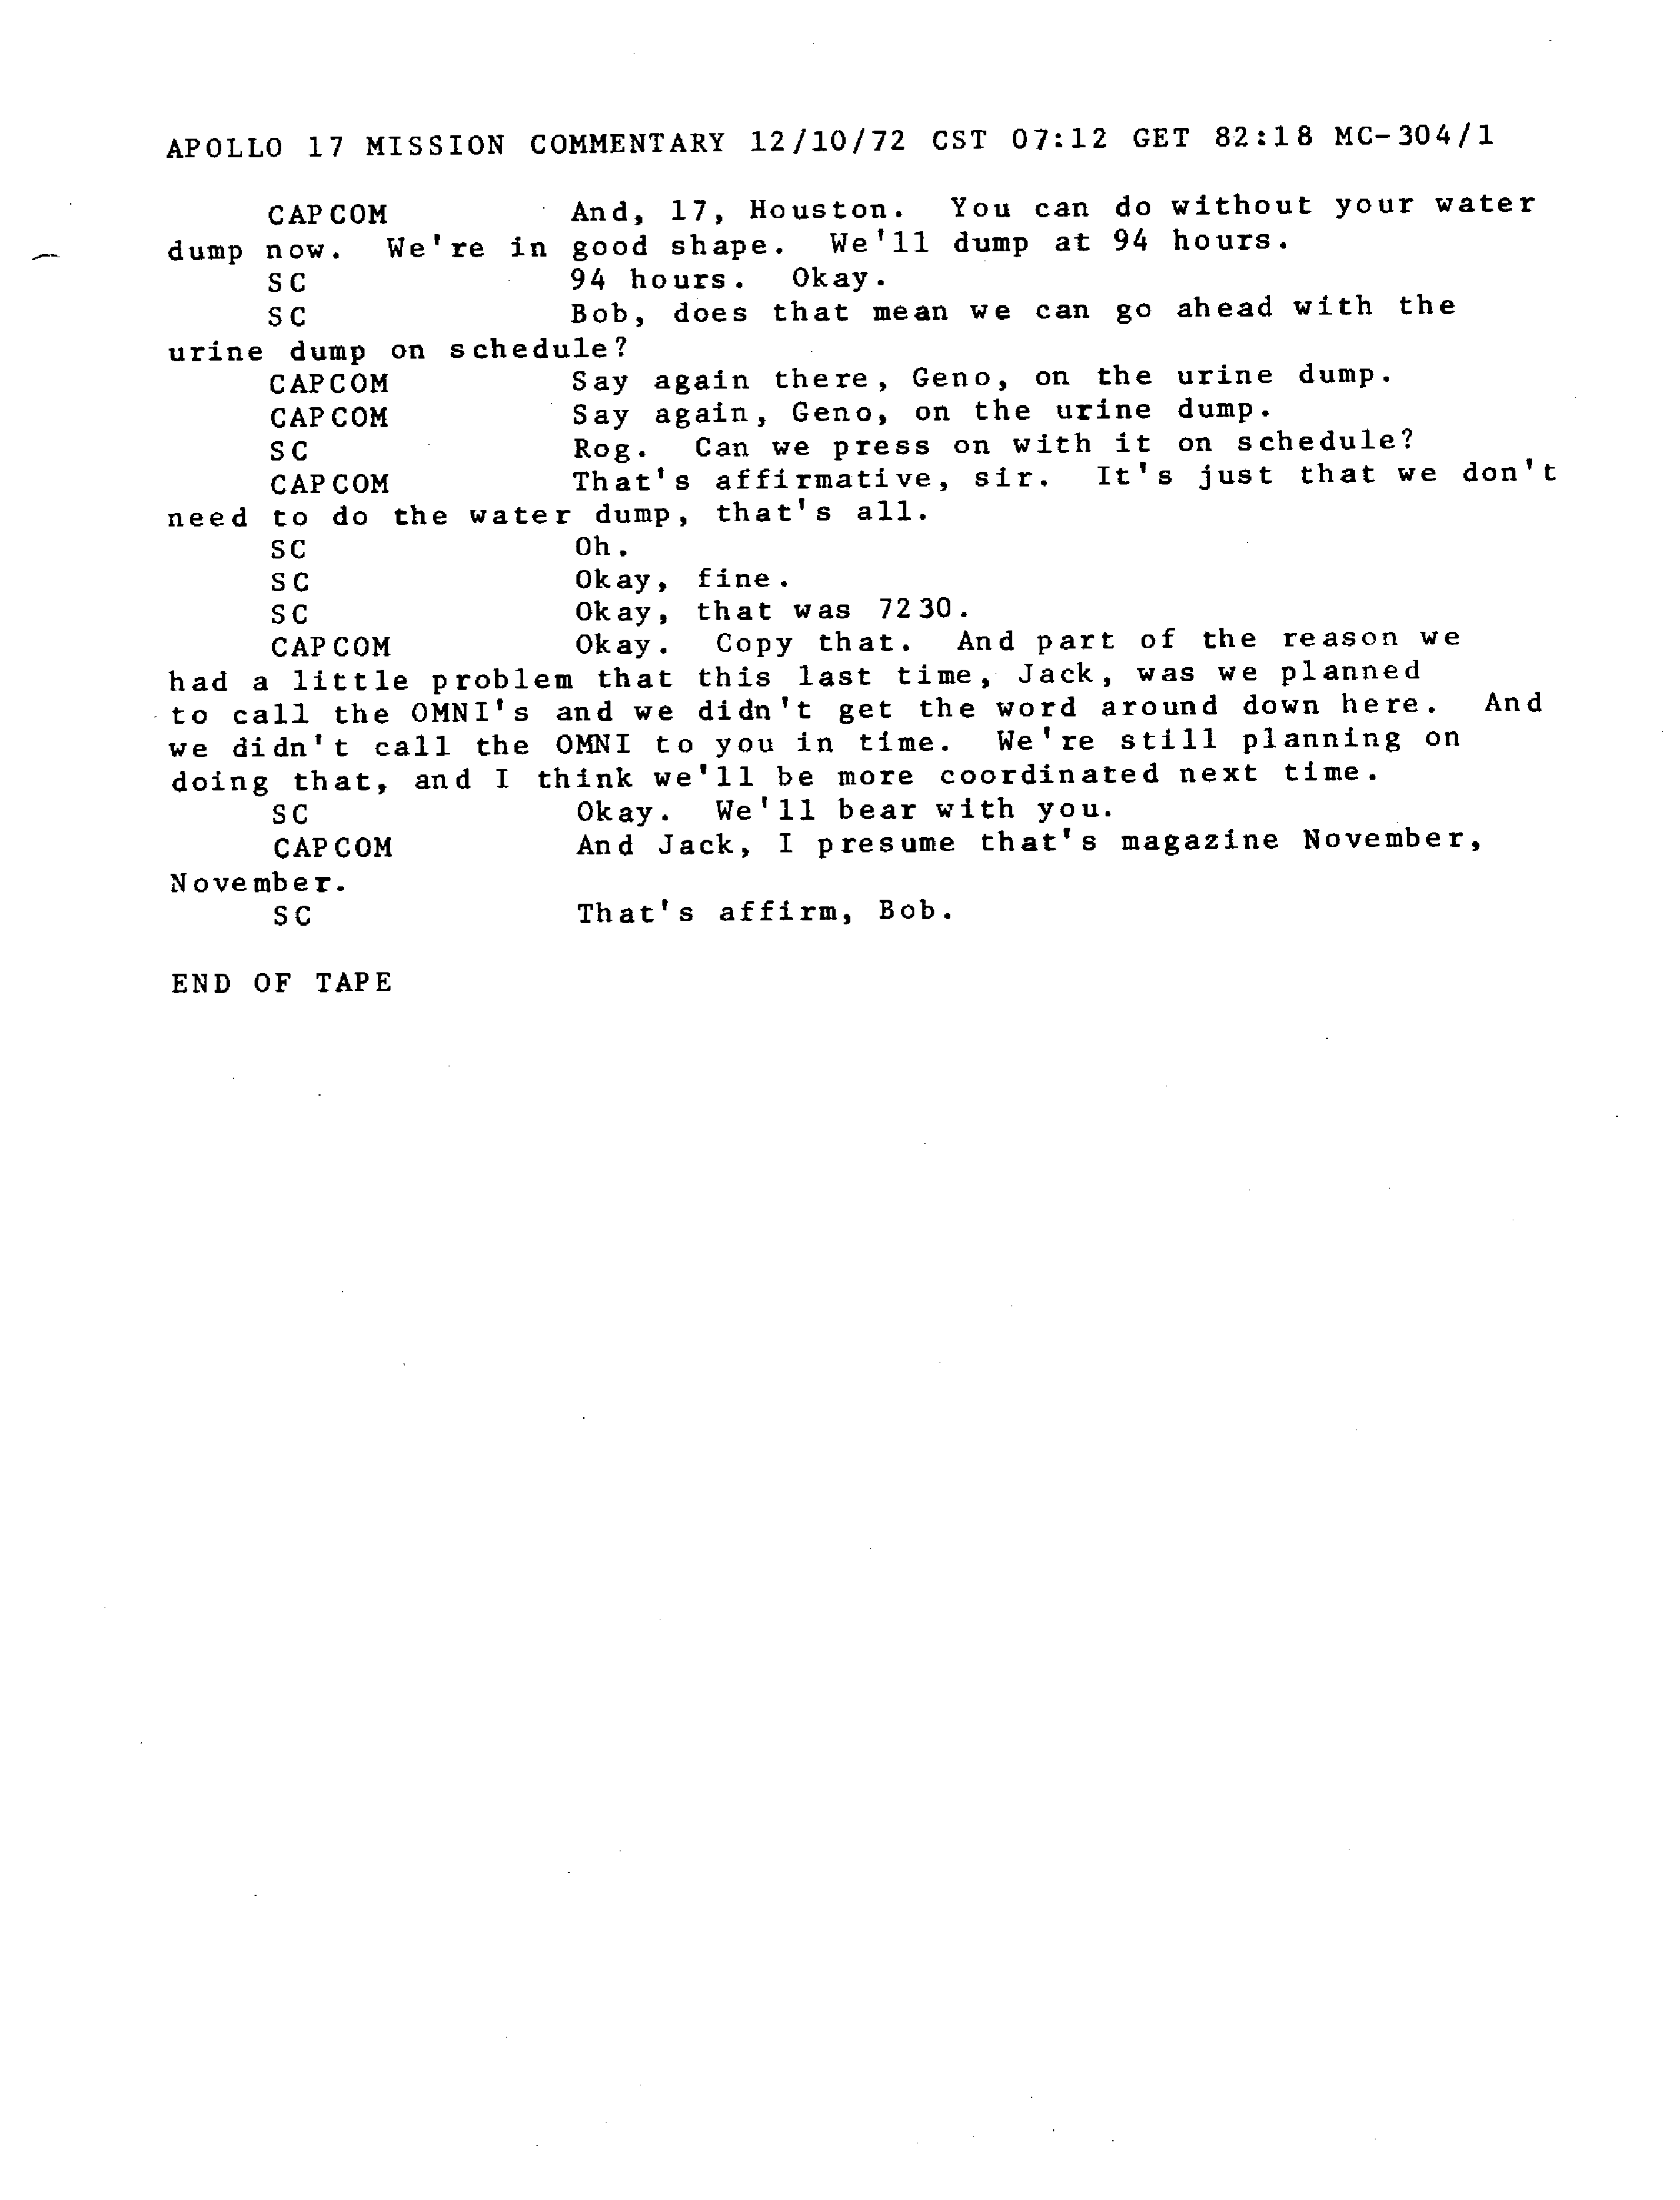 APOLLO 17 MISSION COMMENTARY 12/10/72 CST 07:12 GET 82:18 MC-304/1
CAPCOM And, 17, Houston. You can do without your water
dump now. We're in good shape. We'll dump at 94 hours.
SC 94 hours. Okay.
SC Bob, does that mean we can go ahead with the
urine dump on schedule?
CAPCOM Say again there, Geno, on the urine dump.
CAPCOM Say again, Geno, on the urine dump.
SC Rog. Can we press on with it on schedule?
CAPCOM That's affirmative, sir. It's just that we don't
need to do the water dump, that's all.
SC Oh.
SC Okay, fine.
SC Okay, that was 7230.
CAPCOM Okay. Copy that. And part of the reason we
had a little problem that this last time, Jack, was we planned
to call the OMNI's and we didn't get the word around down here. And
we didn't call the OMNI to you in time. We're still planning on
doing that, and I think we'll be more coordinated next time.
SC Okay. We'll bear with you.
CAPCOM And Jack, I presume that's magazine November,
November.
SC That's affirm, Bob.
END OF TAPE